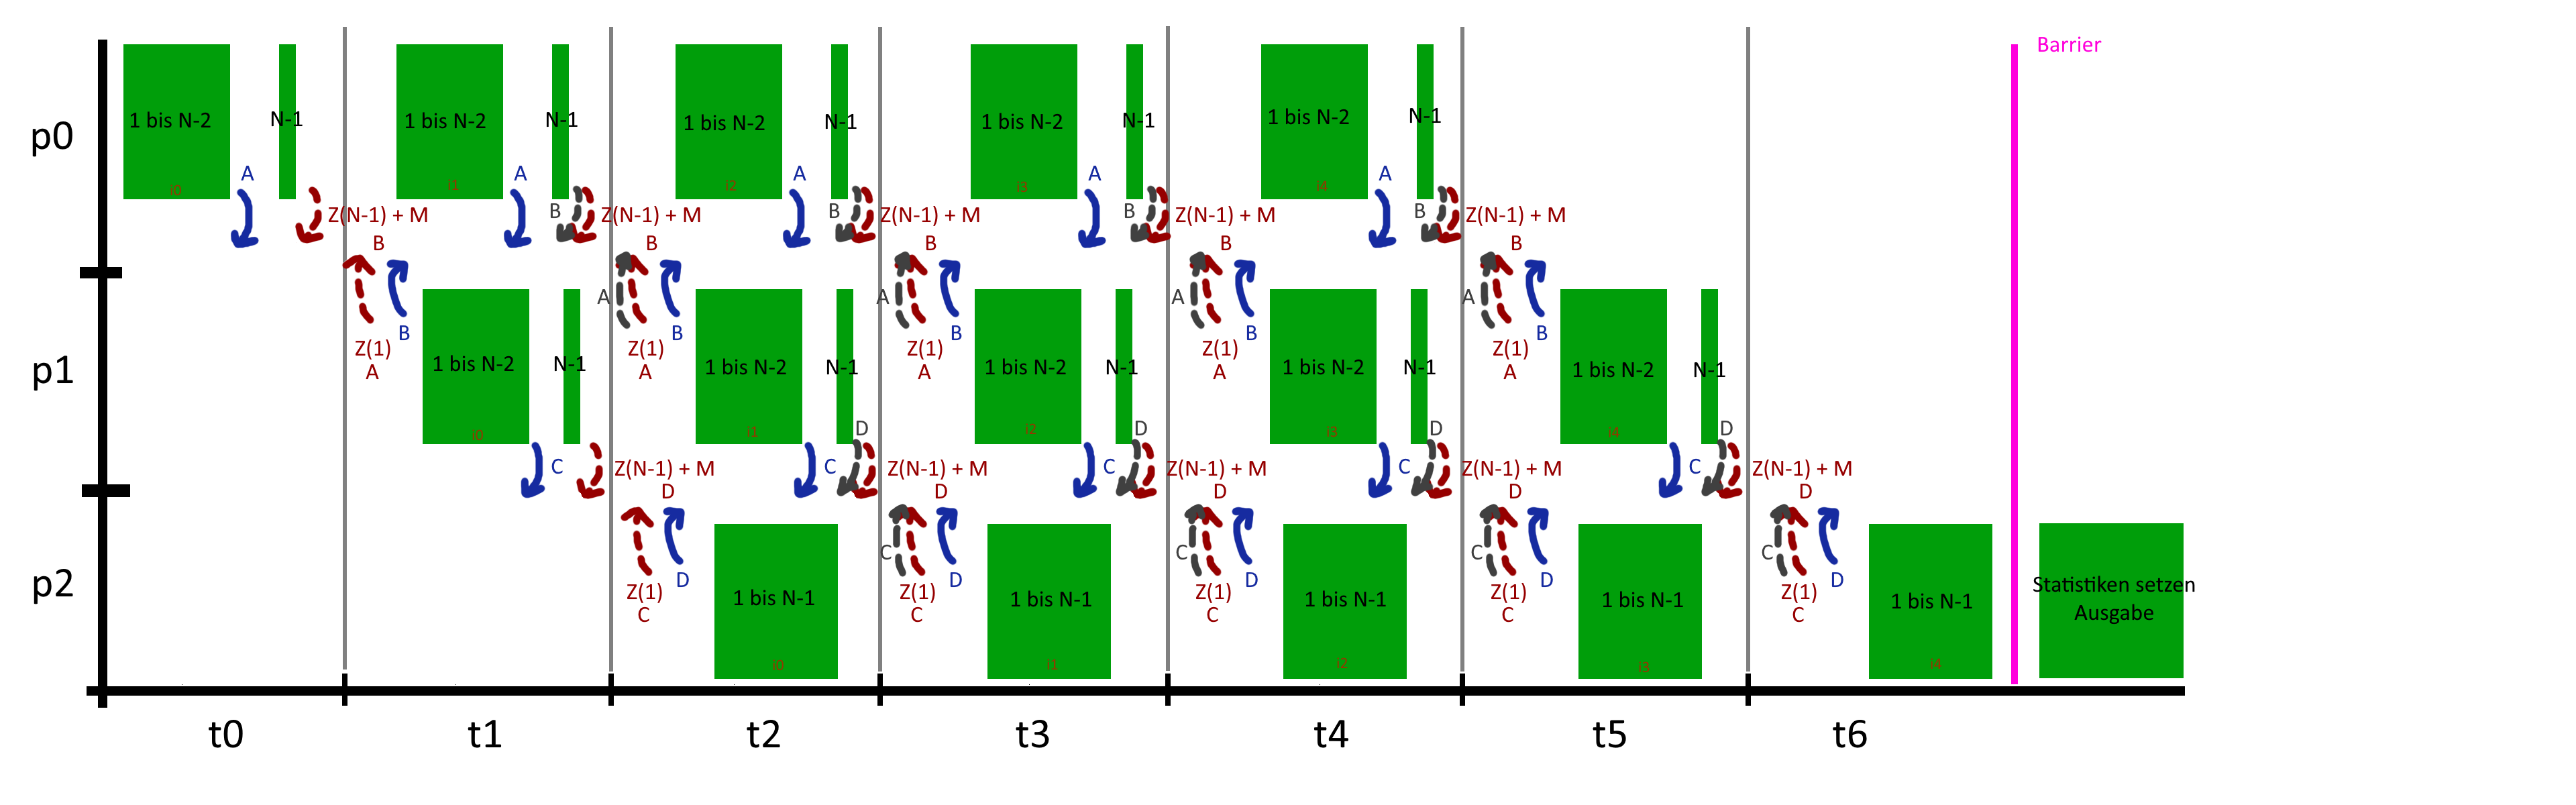 Barrier
p0
1 bis N-2
N-1
1 bis N-2
N-1
1 bis N-2
N-1
1 bis N-2
N-1
1 bis N-2
N-1
i0
i1
i2
i3
i4
A
A
A
A
A
B
B
B
B
Z(N-1) + M
Z(N-1) + M
Z(N-1) + M
Z(N-1) + M
Z(N-1) + M
B
B
B
B
B
A
A
A
A
B
B
B
B
B
Z(1)
Z(1)
Z(1)
Z(1)
Z(1)
A
A
A
A
A
p1
1 bis N-2
N-1
1 bis N-2
N-1
1 bis N-2
N-1
1 bis N-2
N-1
1 bis N-2
N-1
i0
i1
i2
i3
i4
D
D
D
D
C
C
C
C
C
Z(N-1) + M
Z(N-1) + M
Z(N-1) + M
Z(N-1) + M
Z(N-1) + M
D
D
D
D
D
C
C
C
C
D
D
D
D
D
Z(1)
Z(1)
Z(1)
Z(1)
Z(1)
C
C
C
C
C
p2
1 bis N-1
1 bis N-1
1 bis N-1
1 bis N-1
1 bis N-1
Statistiken setzen
Ausgabe
i0
i1
i2
i3
i4
t0
t1
t2
t3
t4
t5
t6